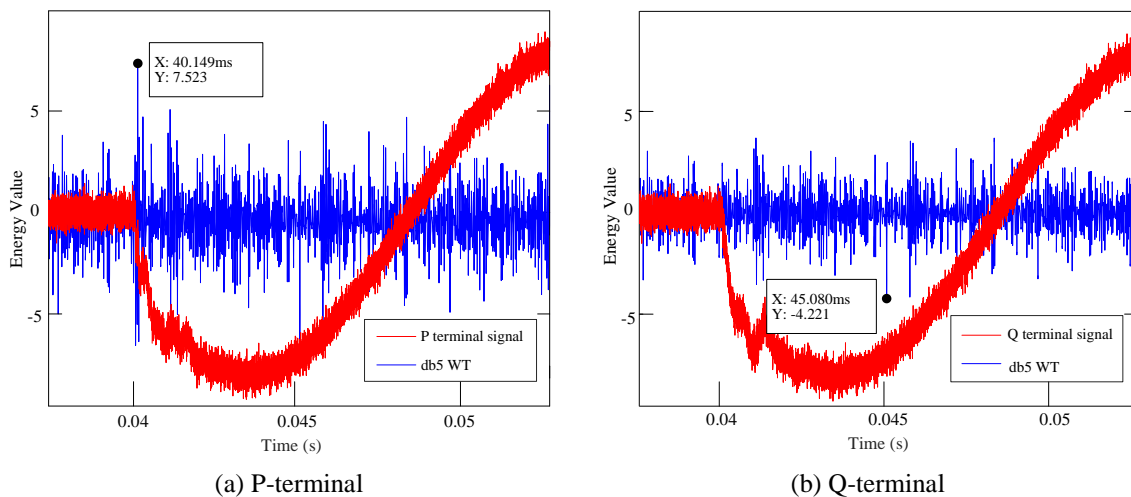 X: 40.149ms
Y: 7.523
5
0
-5
Energy Value
P terminal signal
db5 WT
0.04
0.045
0.05
Time (s)
(a) P-terminal
5
0
-5
Energy Value
X: 45.080ms
Y: -4.221
Q terminal signal
db5 WT
0.04
0.045
0.05
Time (s)
(b) Q-terminal